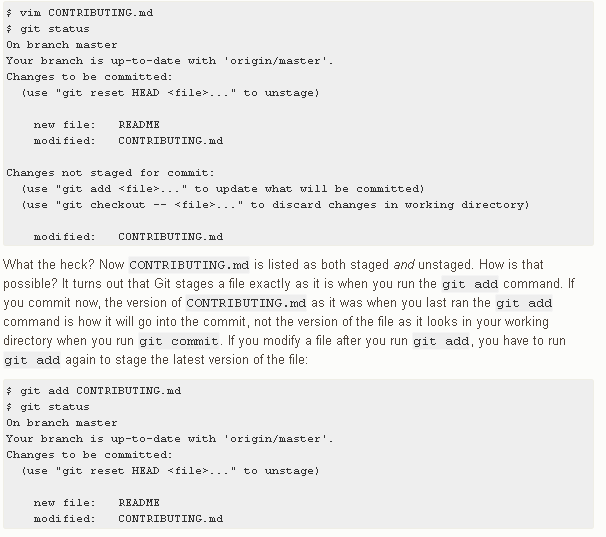 $ vim CONTRIBUTING.md
$ git status
On branch master
Your branch is up-to-date with 'origin/master'.
Changes to be committed:
  (use "git reset HEAD <file>..." to unstage)

    new file:   README
    modified:   CONTRIBUTING.md

Changes not staged for commit:
  (use "git add <file>..." to update what will be committed)
  (use "git checkout -- <file>..." to discard changes in working directory)

    modified:   CONTRIBUTING.md

What the heck? Now CONTRIBUTING.md is listed as both staged and unstaged. How is that
possible? It turns out that Git stages a file exactly as it is when you run the git add command. If
you commit now, the version of CONTRIBUTING.md as it was when you last ran the git add
command is how it will go into the commit, not the version of the file as it looks in your working
directory when you run git commit. If you modify a file after you run git add, you have to run
git add again to stage the latest version of the file:

$ git add CONTRIBUTING.md
$ git status
On branch master
Your branch is up-to-date with 'origin/master'.
Changes to be committed:
  (use "git reset HEAD <file>..." to unstage)

    new file:   README
    modified:   CONTRIBUTING.md